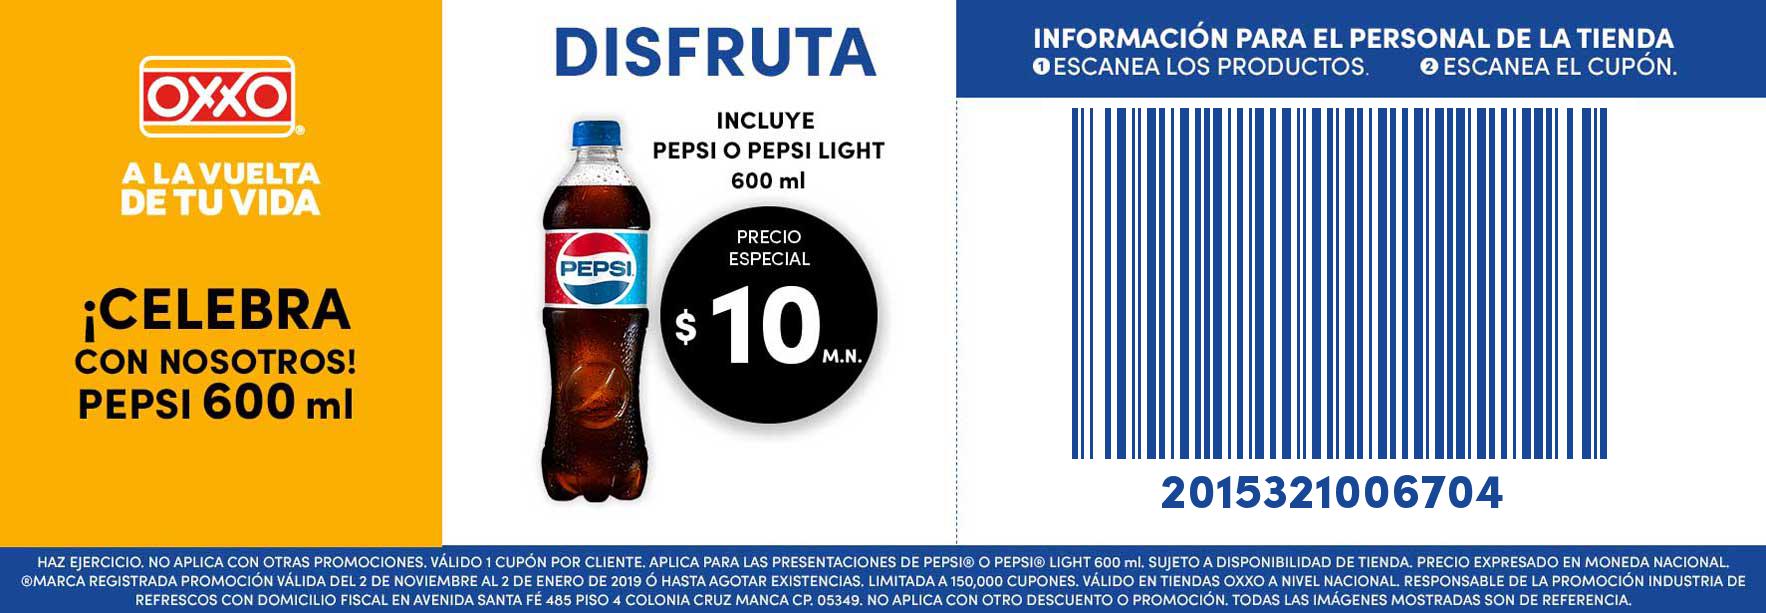 OXXO®
A LA VUELTA
DE TU VIDA
¡CELEBRA
CON NOSOTROS!
PEPSI 600 ml
DISFRUTA
INCLUYE
PEPSI O PEPSI LIGHT
600 ml
PEPSI
PRECIO
ESPECIAL
$ 10 M.N.
INFORMACIÓN PARA EL PERSONAL DE LA TIENDA
1 ESCANEA LOS PRODUCTOS. 2 ESCANEA EL CUPÓN.
2015321006704
HAZ EJERCICIO. NO APLICA CON OTRAS PROMOCIONES. VÁLIDO 1 CUPÓN POR CLIENTE. APLICA PARA LAS PRESENTACIONES DE PEPSI® O PEPSI® LIGHT 600 ml. SUJETO A DISPONIBILIDAD DE TIENDA. PRECIO EXPRESADO EN MONEDA NACIONAL.
®MARCA REGISTRADA PROMOCIÓN VÁLIDA DEL 2 DE NOVIEMBRE AL 2 DE ENERO DE 2019 Ó HASTA AGOTAR EXISTENCIAS. LIMITADA A 150,000 CUPONES. VÁLIDO EN TIENDAS OXXO A NIVEL NACIONAL. RESPONSABLE DE LA PROMOCIÓN INDUSTRIA DE
REFRESCOS CON DOMICILIO FISCAL EN AVENIDA SANTA FÉ 485 PISO 4 COLONIA CRUZ MANCA CP. 05349. NO APLICA CON OTRO DESCUENTO O PROMOCIÓN. TODAS LAS IMÁGENES MOSTRADAS SON DE REFERENCIA.